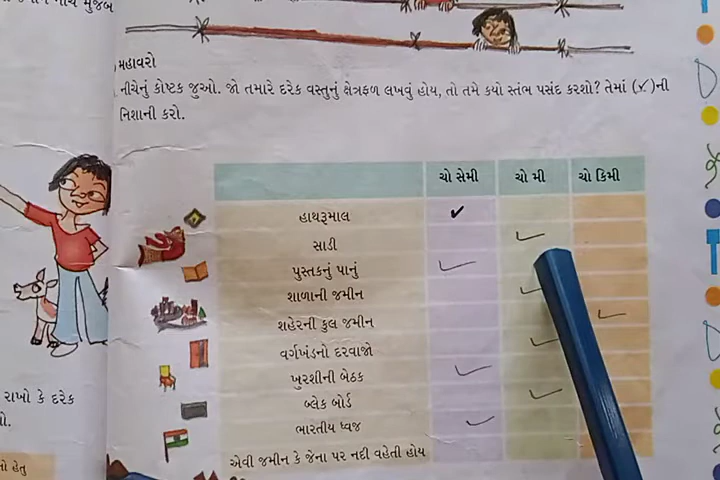 મુજબ
મહાવરો
નીચેનું કોષ્ટક જુઓ. જો તમારે દરેક વસ્તુનું ક્ષેત્રફળ લખવું હોય, તો તમે કયો સ્તંભ પસંદ કરશો? તેમાં (✓)ની
નિશાની કરો.
ચો સેમી ચો મી ચો કિમી
હાથરૂમાલ ✓
સાડી ✓
પુસ્તકનું પાનું ✓
શાળાની જમીન ✓
શહેરની કુલ જમીન ✓
વર્ગખંડનો દરવાજો ✓
ખુરશીની બેઠક ✓
બ્લેક બોર્ડ ✓
ભારતીય ધ્વજ ✓
એવી જમીન કે જેના પર નદી વહેતી હોય
રાખો કે દરેક
હેતુ